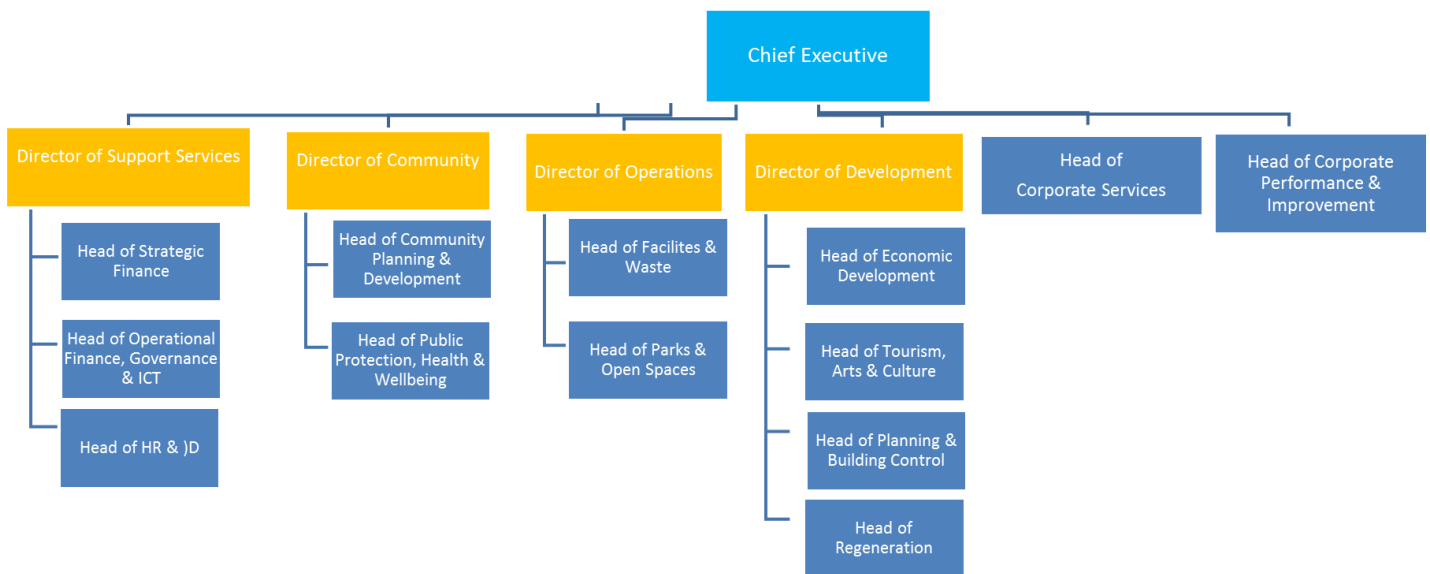 Chief Executive
Director of Support Services
Head of Strategic
Finance
Head of Operational
Finance, Governance
& ICT
Head of HR & )D
Director of Community
Head of Community
Planning &
Development
Head of Public
Protection, Health &
Wellbeing
Director of Operations
Head of Facilites &
Waste
Head of Parks &
Open Spaces
Director of Development
Head of Economic
Development
Head of Tourism,
Arts & Culture
Head of Planning &
Building Control
Head of
Regeneration
Head of
Corporate Services
Head of Corporate
Performance &
Improvement